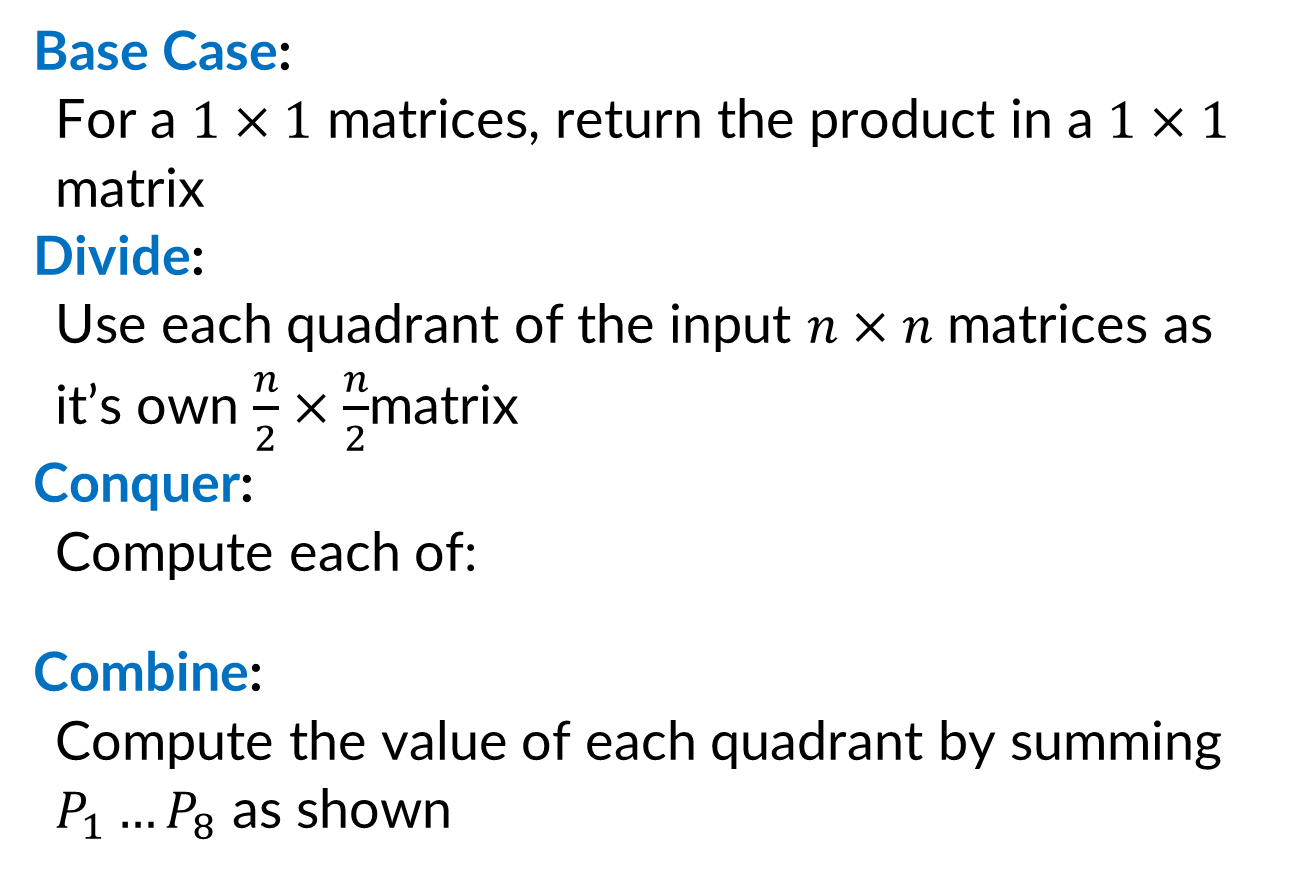 Base Case:
For a 1 × 1 matrices, return the product in a 1 × 1
matrix
Divide:
Use each quadrant of the input n × n matrices as
it’s own n/2 × n/2matrix
Conquer:
Compute each of:
Combine:
Compute the value of each quadrant by summing
P₁ … P₈ as shown